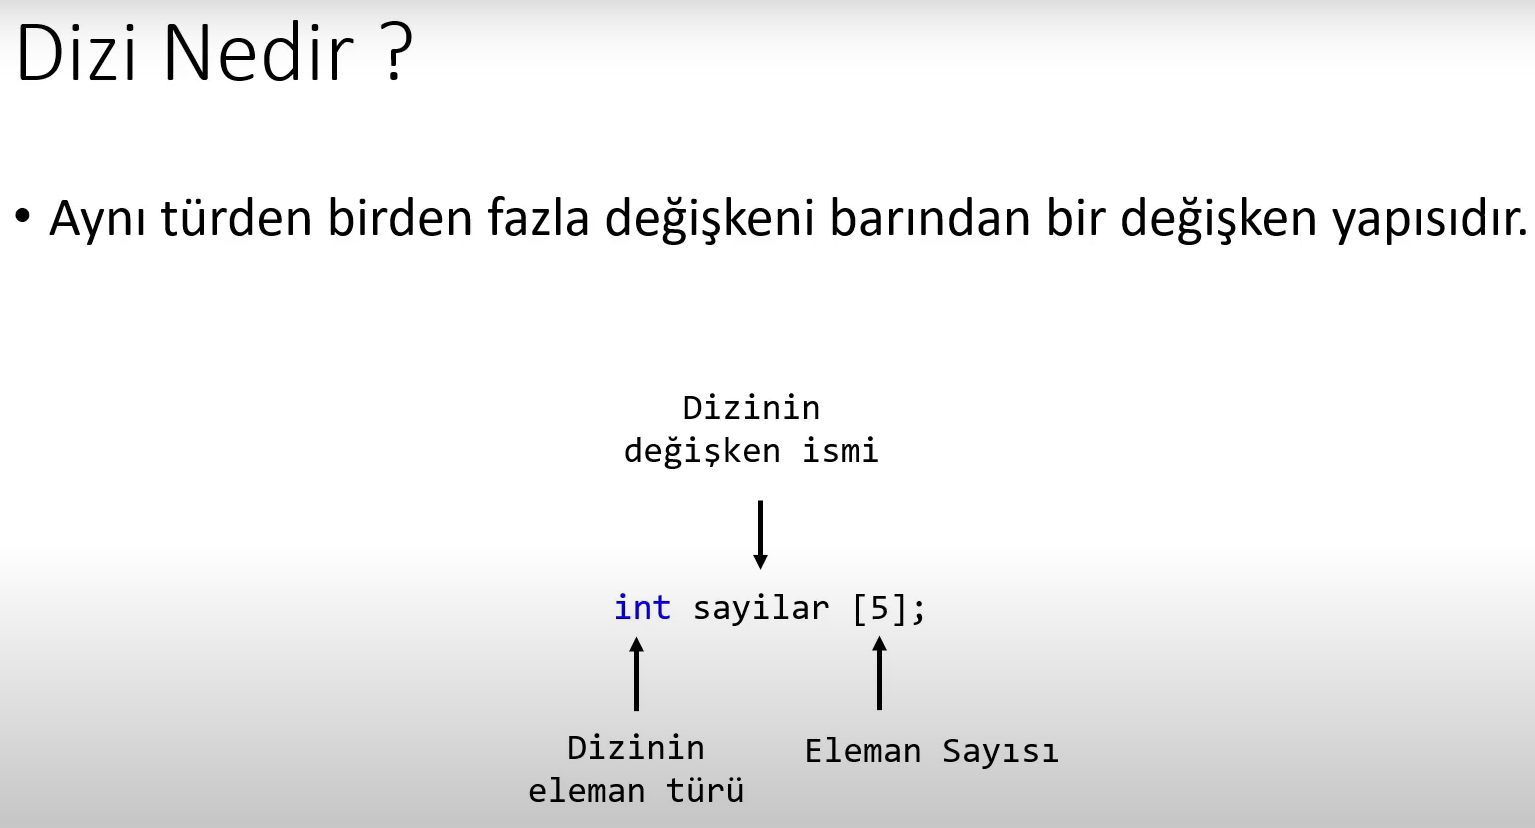 Dizi Nedir ?
• Aynı türden birden fazla değişkeni barından bir değişken yapısıdır.
Dizinin
değişken ismi
int sayilar [5];
Dizinin
eleman türü
Eleman Sayısı